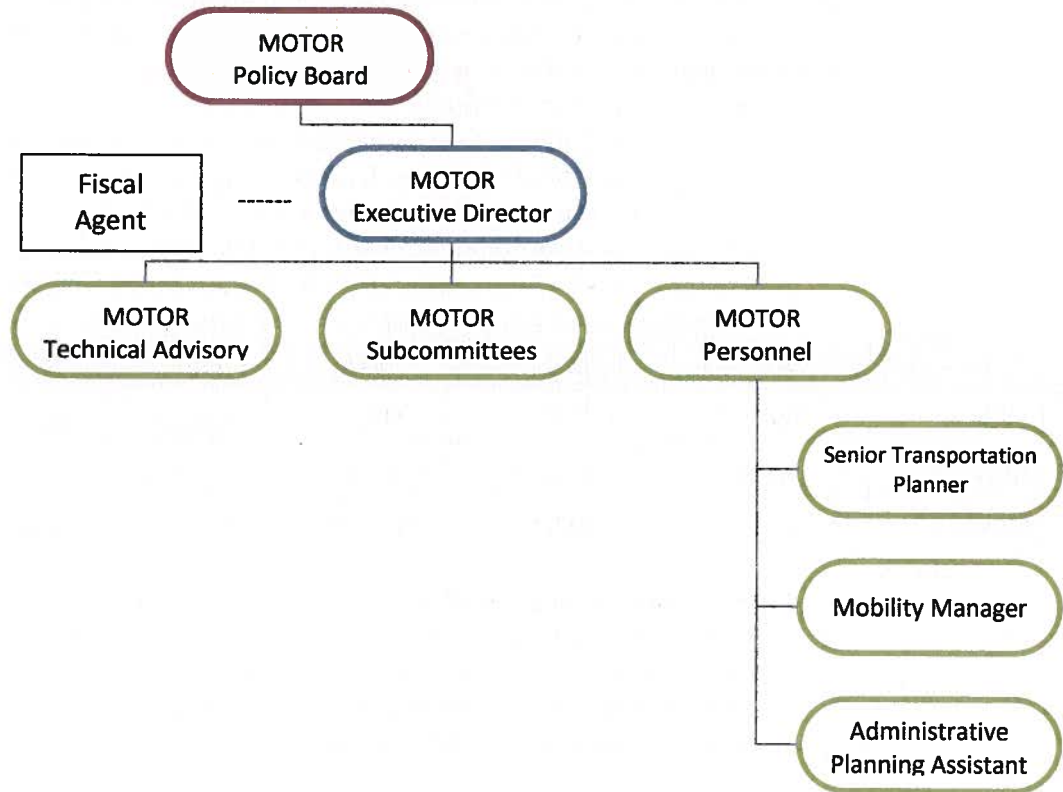 MOTOR
Policy Board
Fiscal
Agent
MOTOR
Executive Director
MOTOR
Technical Advisory
MOTOR
Subcommittees
MOTOR
Personnel
Senior Transportation
Planner
Mobility Manager
Administrative
Planning Assistant